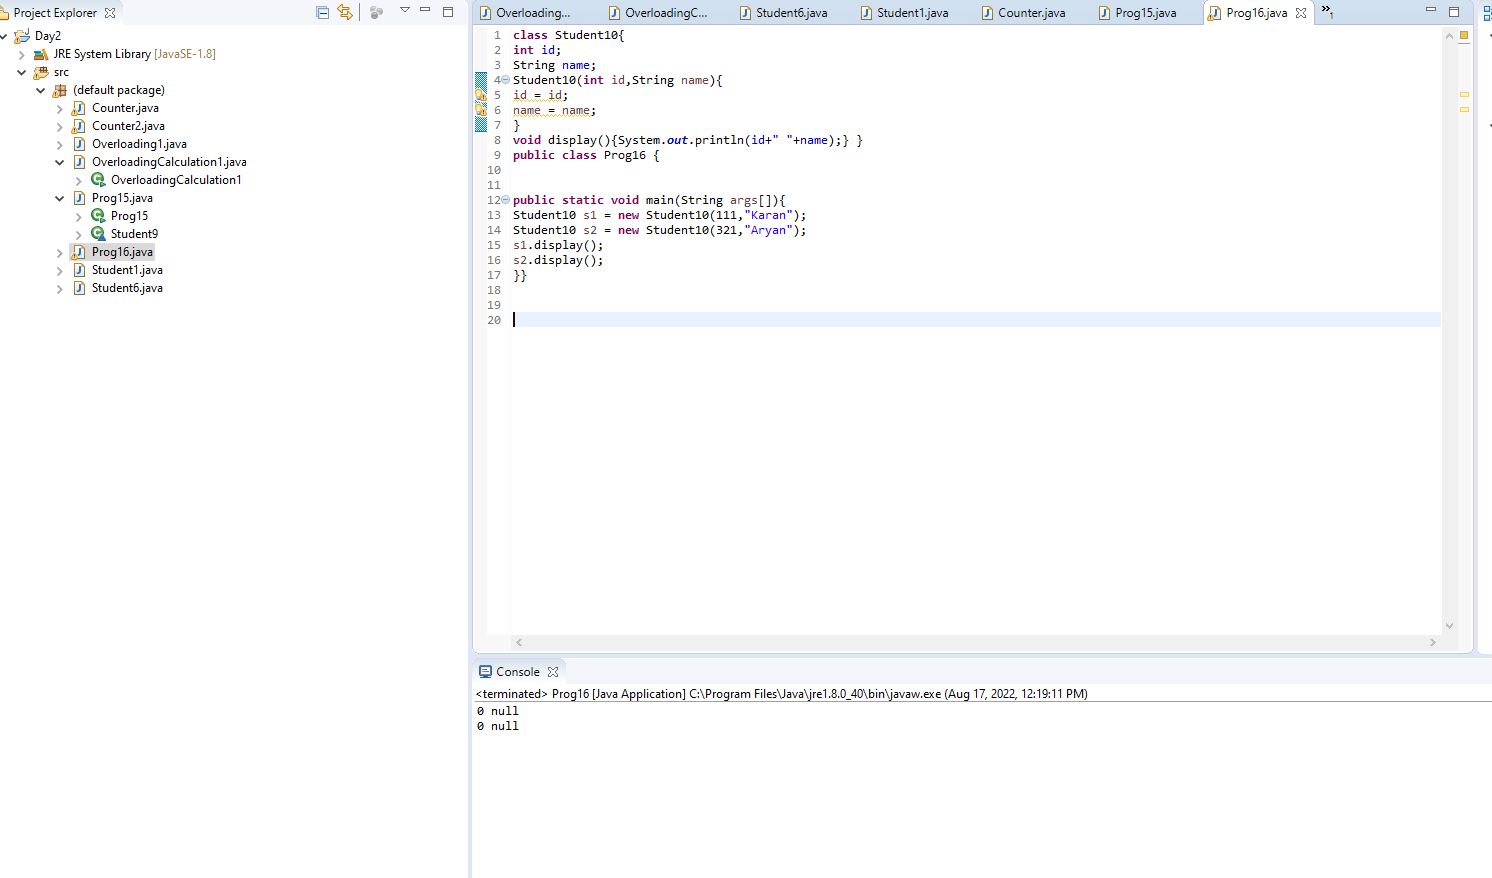 Project Explorer
Day2
JRE System Library [JavaSE-1.8]
src
(default package)
Counter.java
Counter2.java
Overloading1.java
OverloadingCalculation1.java
OverloadingCalculation1
Prog15.java
Prog15
Student9
Prog16.java
Student1.java
Student6.java
Overloading... OverloadingC... Student6.java Student1.java Counter.java Prog15.java Prog16.java »1
1 class Student10{
2 int id;
3 String name;
4 Student10(int id,String name){
5 id = id;
6 name = name;
7 }
8 void display(){System.out.println(id+" "+name);} }
9 public class Prog16 {
10
11
12 public static void main(String args[]){
13 Student10 s1 = new Student10(111,"Karan");
14 Student10 s2 = new Student10(321,"Aryan");
15 s1.display();
16 s2.display();
17 }}
18
19
20
Console
<terminated> Prog16 [Java Application] C:\Program Files\Java\jre1.8.0_40\bin\javaw.exe (Aug 17, 2022, 12:19:11 PM)
0 null
0 null